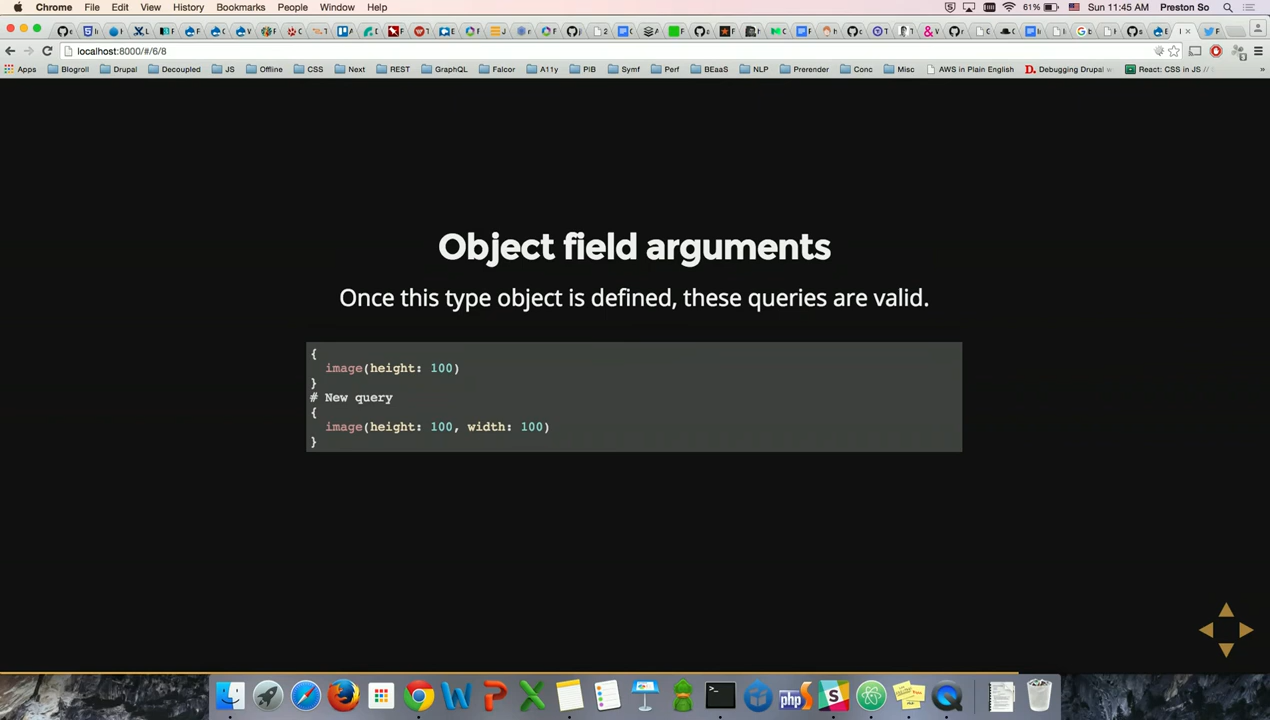 Chrome File Edit View History Bookmarks People Window Help
61% Sun 11:45 AM Preston So
localhost:8000/#/6/8
Apps Blogroll Drupal Decoupled JS Offline CSS Next REST GraphQL Falcor A11y PIB Symf Perf BEaaS NLP Prerender Conc Misc AWS in Plain English Debugging Drupal React: CSS in JS //
Object field arguments
Once this type object is defined, these queries are valid.
{
image(height: 100)
}
# New query
{
image(height: 100, width: 100)
}